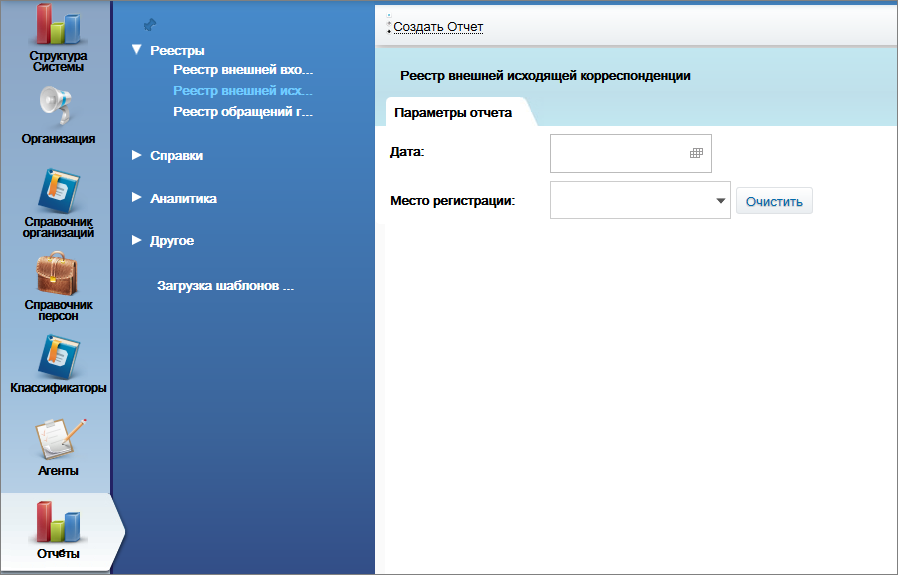 Структура
Системы
Организация
Справочник
организаций
Справочник
персон
Классификаторы
Агенты
Отчёты
Реестры
Реестр внешней вхо...
Реестр внешней исх...
Реестр обращений г...
Справки
Аналитика
Другое
Загрузка шаблонов ...
Создать Отчет
Реестр внешней исходящей корреспонденции
Параметры отчета
Дата:
Место регистрации:
Очистить